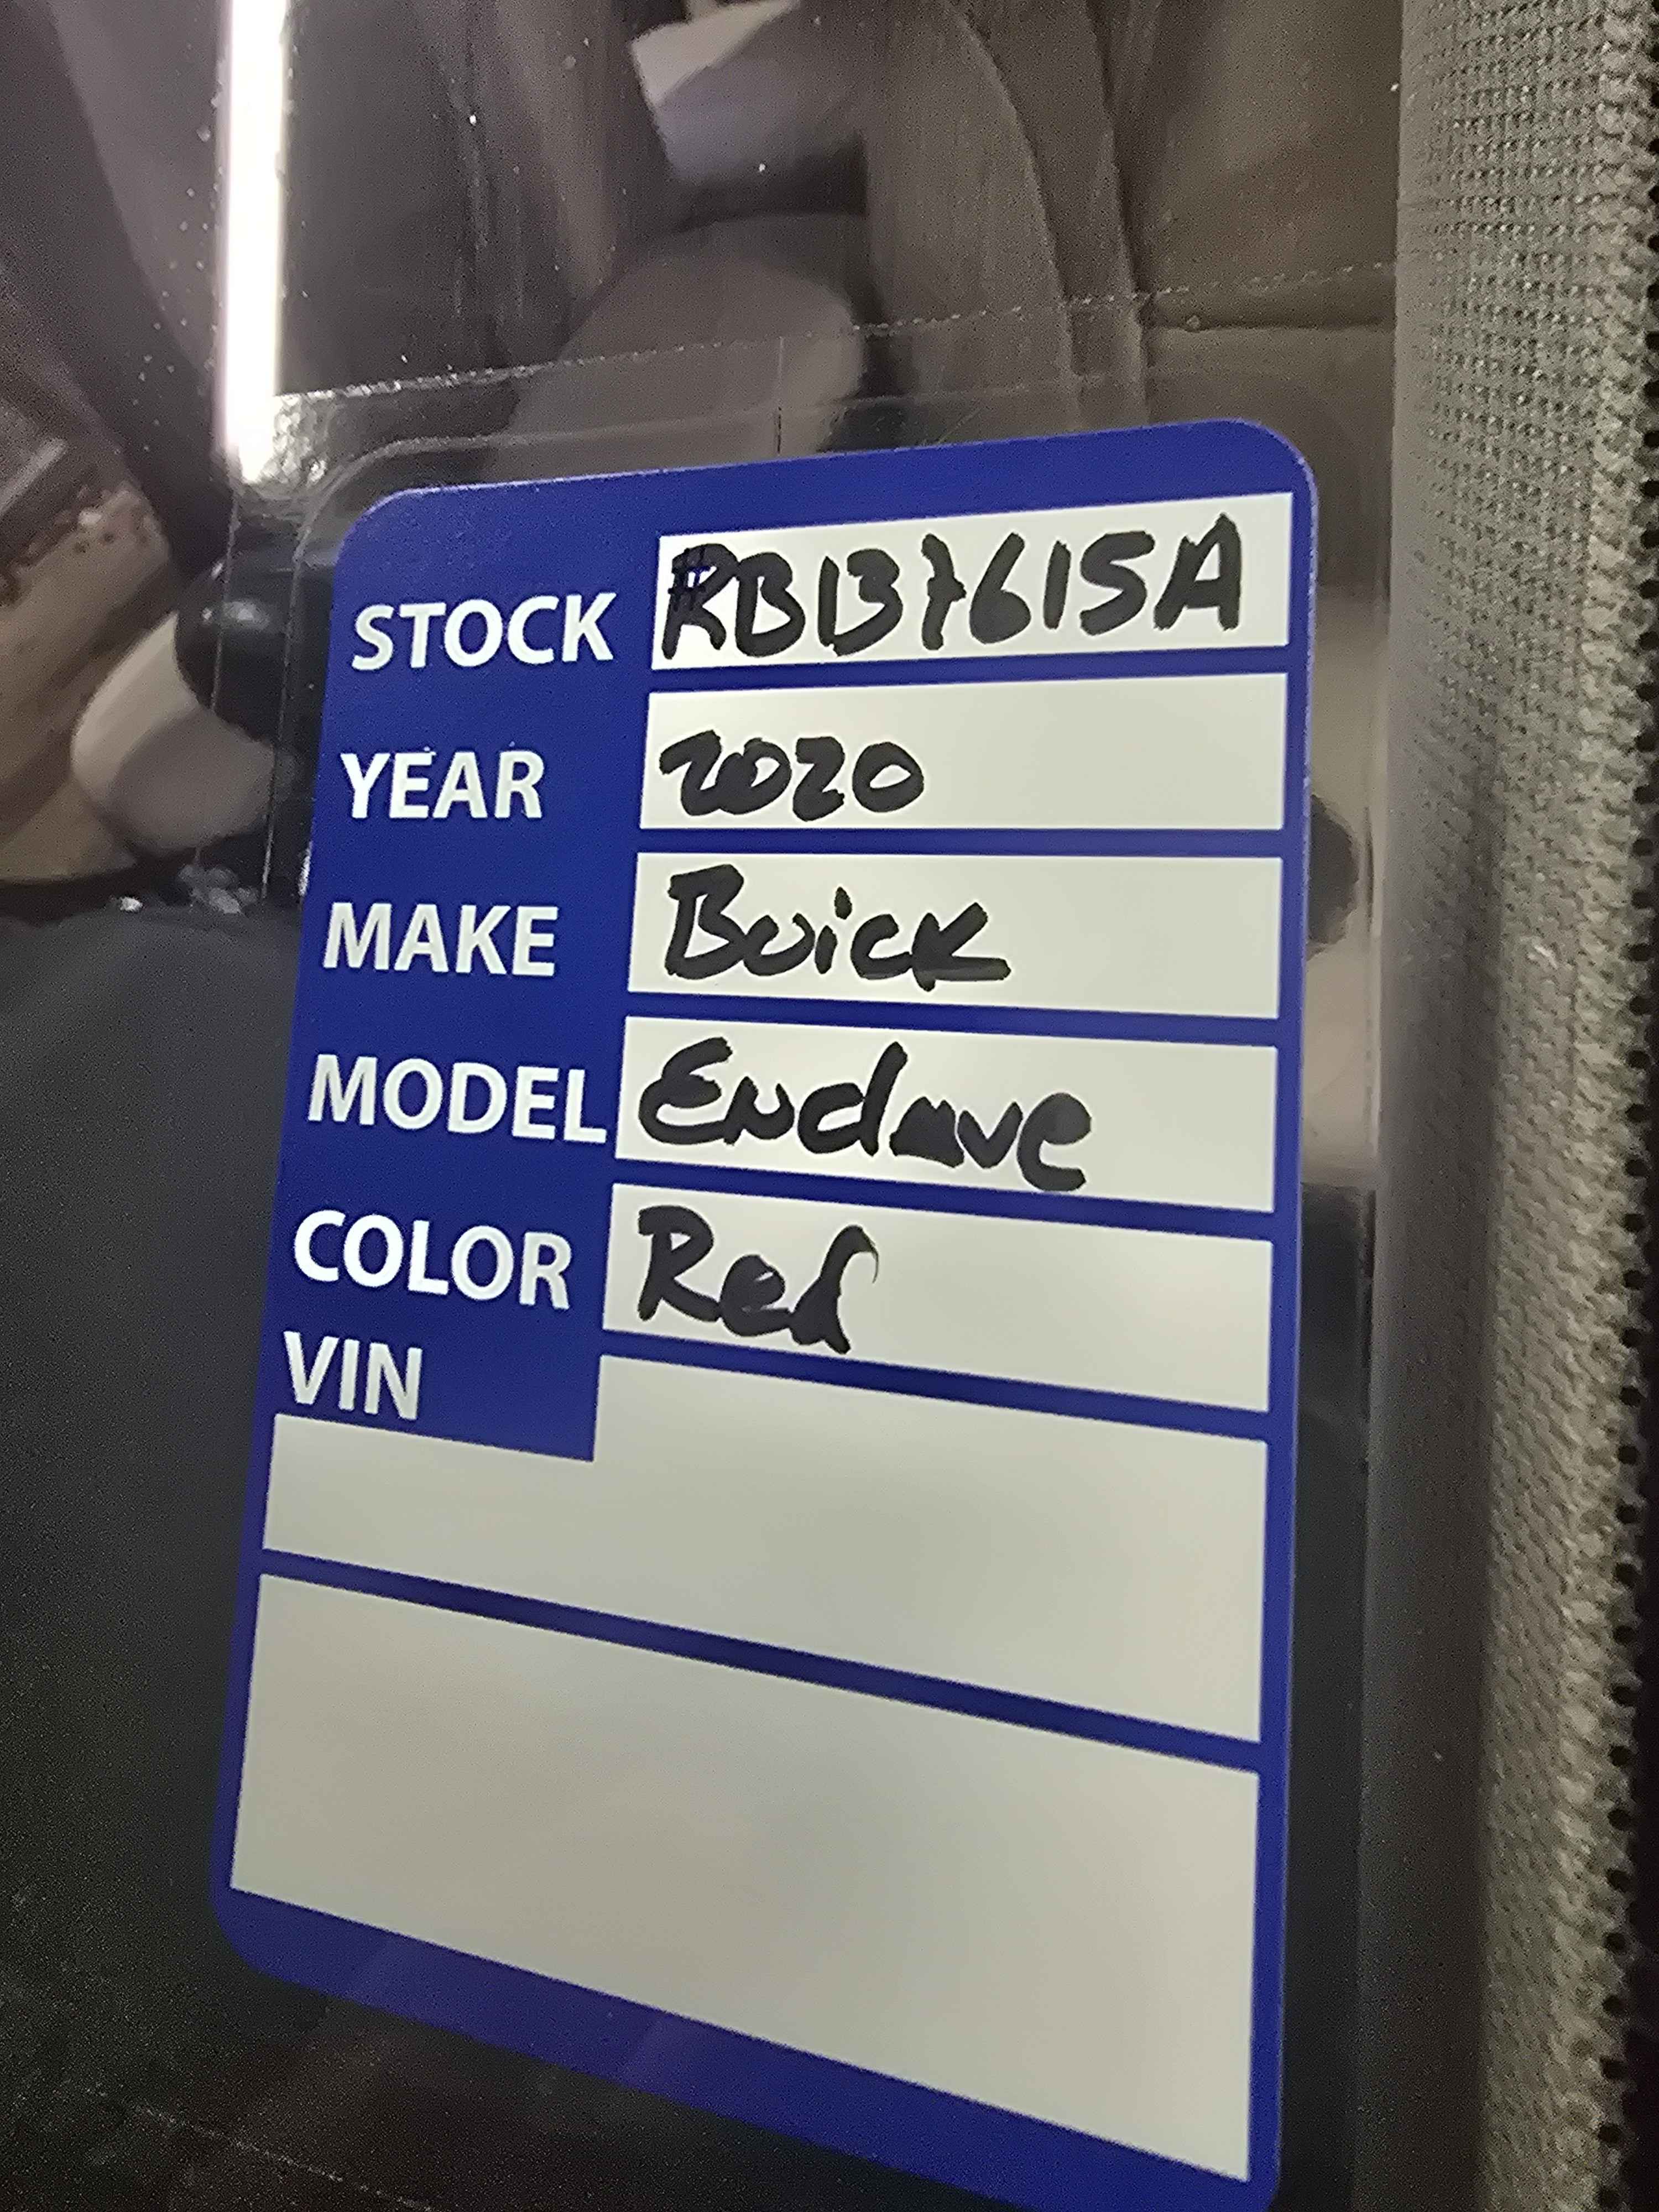 STOCK #RB137615A
YEAR 2020
MAKE Buick
MODEL Enclave
COLOR Red
VIN